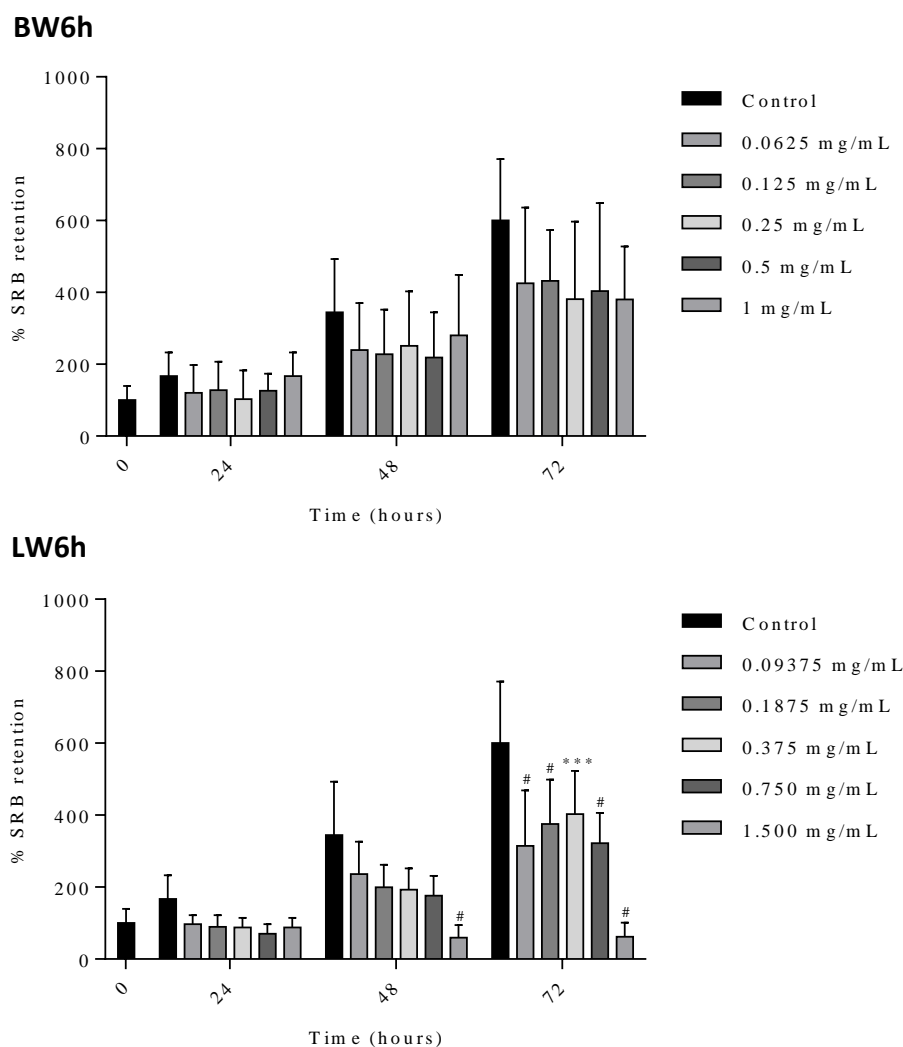 BW6h
1000
800
600
400
200
0
% SRB retention
0
24
48
72
Time (hours)
Control
0.0625 mg/mL
0.125 mg/mL
0.25 mg/mL
0.5 mg/mL
1 mg/mL
LW6h
1000
800
600
400
200
0
% SRB retention
#
# # *** #
#
0
24
48
72
Time (hours)
Control
0.09375 mg/mL
0.1875 mg/mL
0.375 mg/mL
0.750 mg/mL
1.500 mg/mL